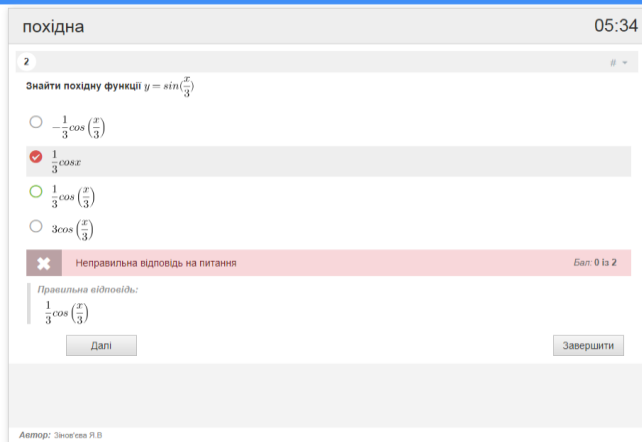 похідна 05:34
2 #
Знайти похідну функції y = sin(x/3)
-1/3 cos (x/3)
1/3 cosx
1/3 cos (x/3)
3cos (x/3)
Неправильна відповідь на питання Бал: 0 із 2
Правильна відповідь:
1/3 cos (x/3)
Далі Завершити
Автор: Зінов'єва Я.В